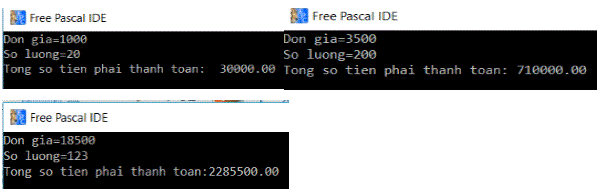 Free Pascal IDE
Don gia=1000
So luong=20
Tong so tien phai thanh toan:  30000.00
Free Pascal IDE
Don gia=3500
So luong=200
Tong so tien phai thanh toan: 710000.00
Free Pascal IDE
Don gia=18500
So luong=123
Tong so tien phai thanh toan:2285500.00